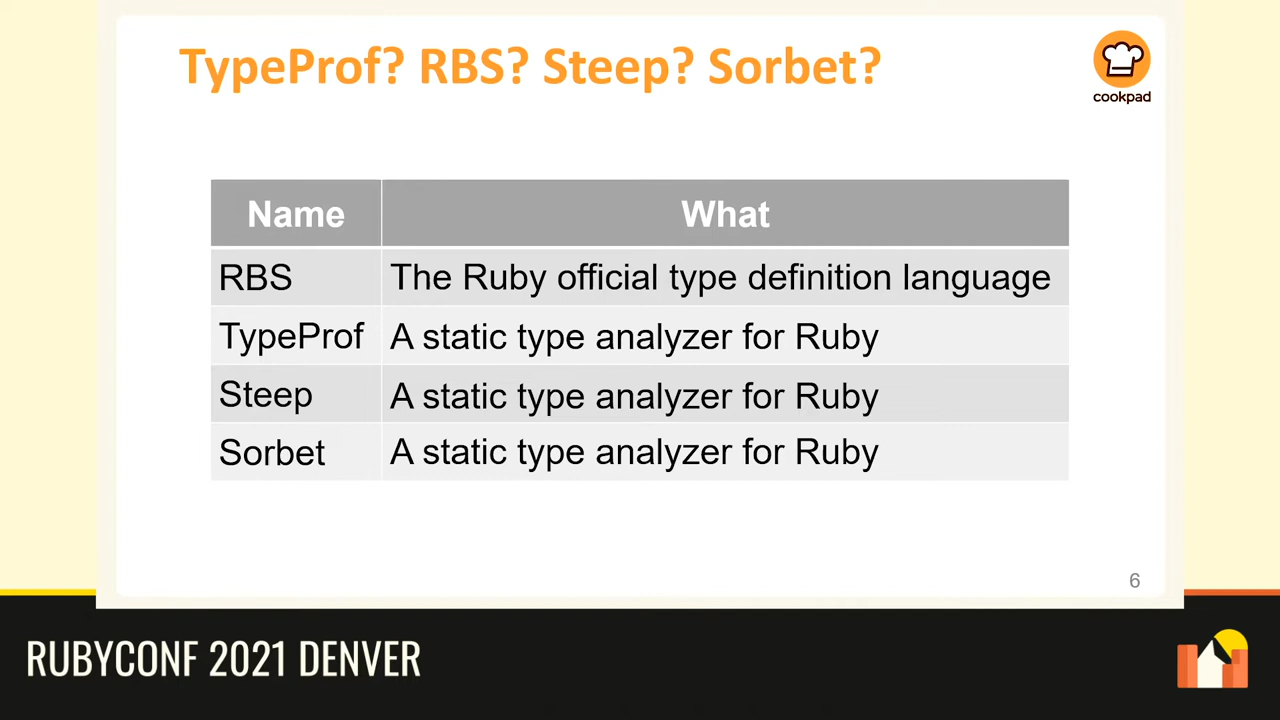 TypeProf? RBS? Steep? Sorbet?
cookpad
Name What
RBS The Ruby official type definition language
TypeProf A static type analyzer for Ruby
Steep A static type analyzer for Ruby
Sorbet A static type analyzer for Ruby
6
RUBYCONF 2021 DENVER